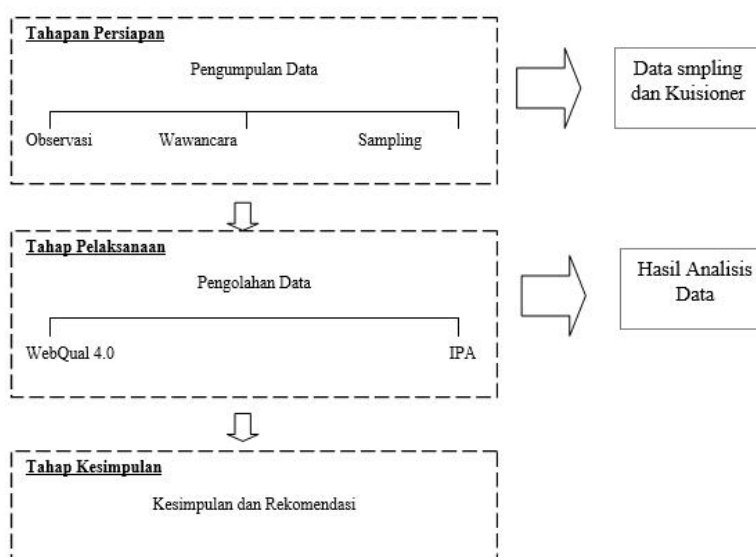 Tahapan Persiapan
Pengumpulan Data
Observasi
Wawancara
Sampling
Data smpling
dan Kuisioner
Tahap Pelaksanaan
Pengolahan Data
WebQual 4.0
IPA
Hasil Analisis
Data
Tahap Kesimpulan
Kesimpulan dan Rekomendasi